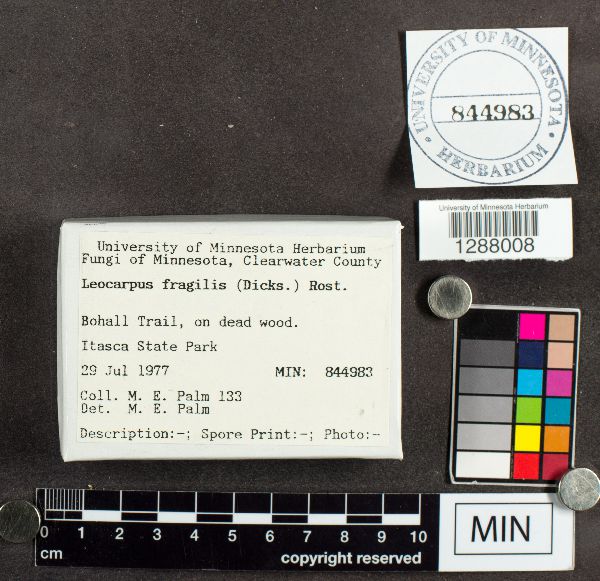 UNIVERSITY OF MINNESOTA
844983
• HERBARIUM •
University of Minnesota Herbarium
1288008
University of Minnesota Herbarium
Fungi of Minnesota, Clearwater County
Leocarpus fragilis (Dicks.) Rost.
Bohall Trail, on dead wood.
Itasca State Park
29 Jul 1977 MIN: 844983
Coll. M. E. Palm 133
Det. M. E. Palm
Description:-; Spore Print:-; Photo:-
0 1 2 3 4 5 6 7 8 9 10
cm copyright reserved
MIN